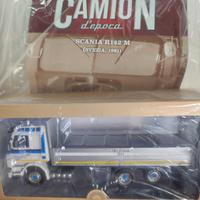 CAMION
d'epoca
SCANIA R142 M
(SVEZIA, 1981)